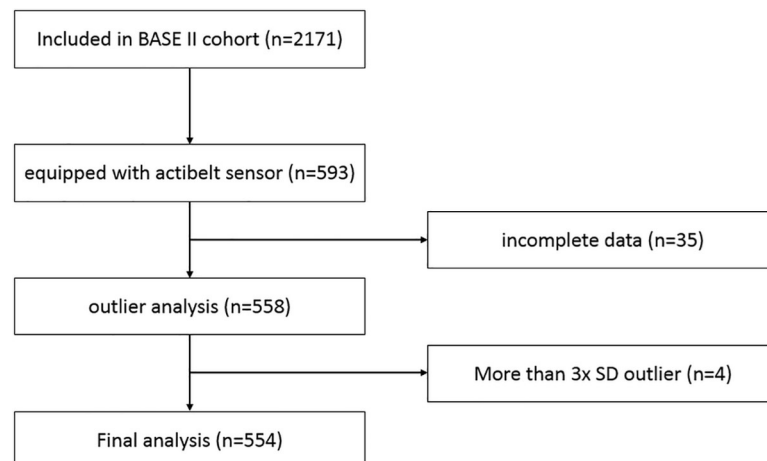 Included in BASE II cohort (n=2171)
equipped with actibelt sensor (n=593)
incomplete data (n=35)
outlier analysis (n=558)
More than 3x SD outlier (n=4)
Final analysis (n=554)